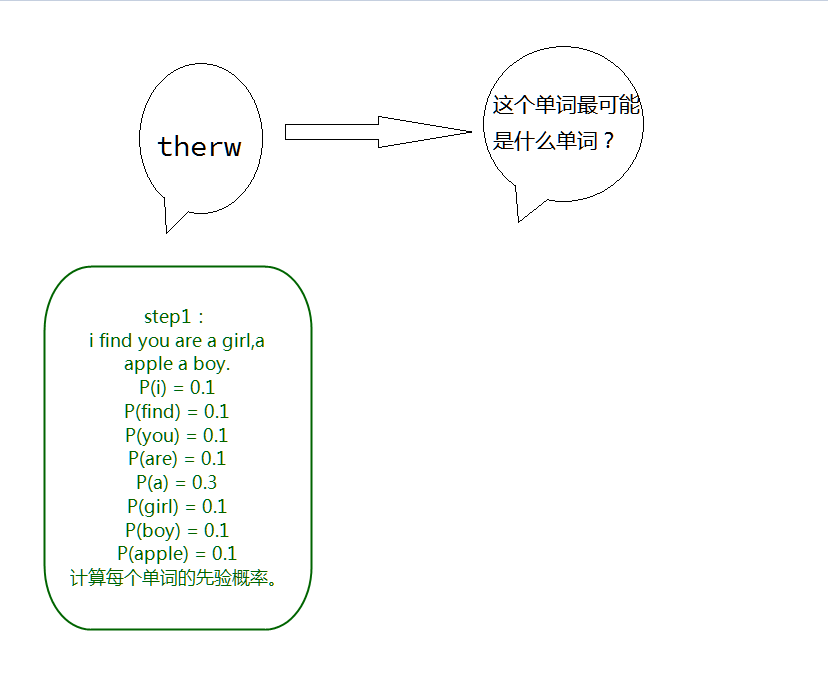 therw
这个单词最可能
是什么单词？
step1：
i find you are a girl,a
apple a boy.
P(i) = 0.1
P(find) = 0.1
P(you) = 0.1
P(are) = 0.1
P(a) = 0.3
P(girl) = 0.1
P(boy) = 0.1
P(apple) = 0.1
计算每个单词的先验概率。